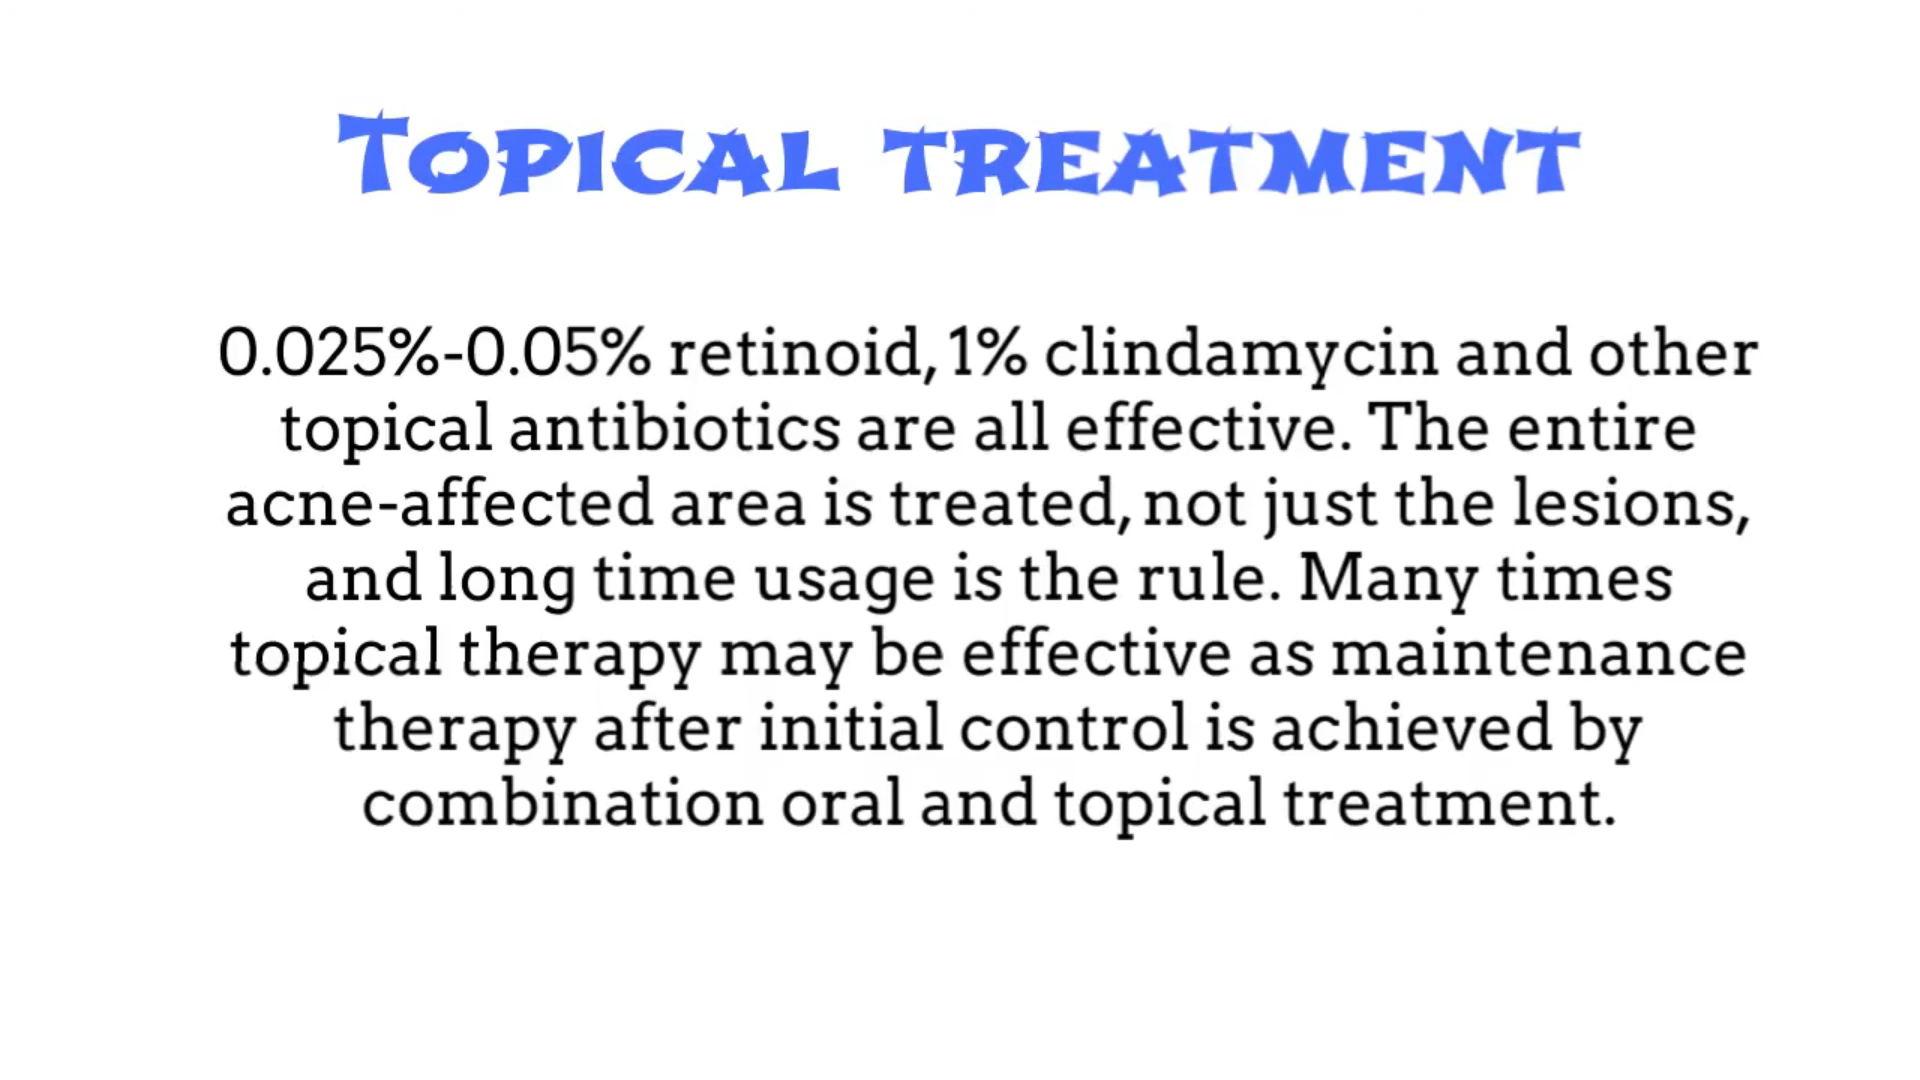 Topical treatment
0.025%-0.05% retinoid, 1% clindamycin and other
topical antibiotics are all effective. The entire
acne-affected area is treated, not just the lesions,
and long time usage is the rule. Many times
topical therapy may be effective as maintenance
therapy after initial control is achieved by
combination oral and topical treatment.